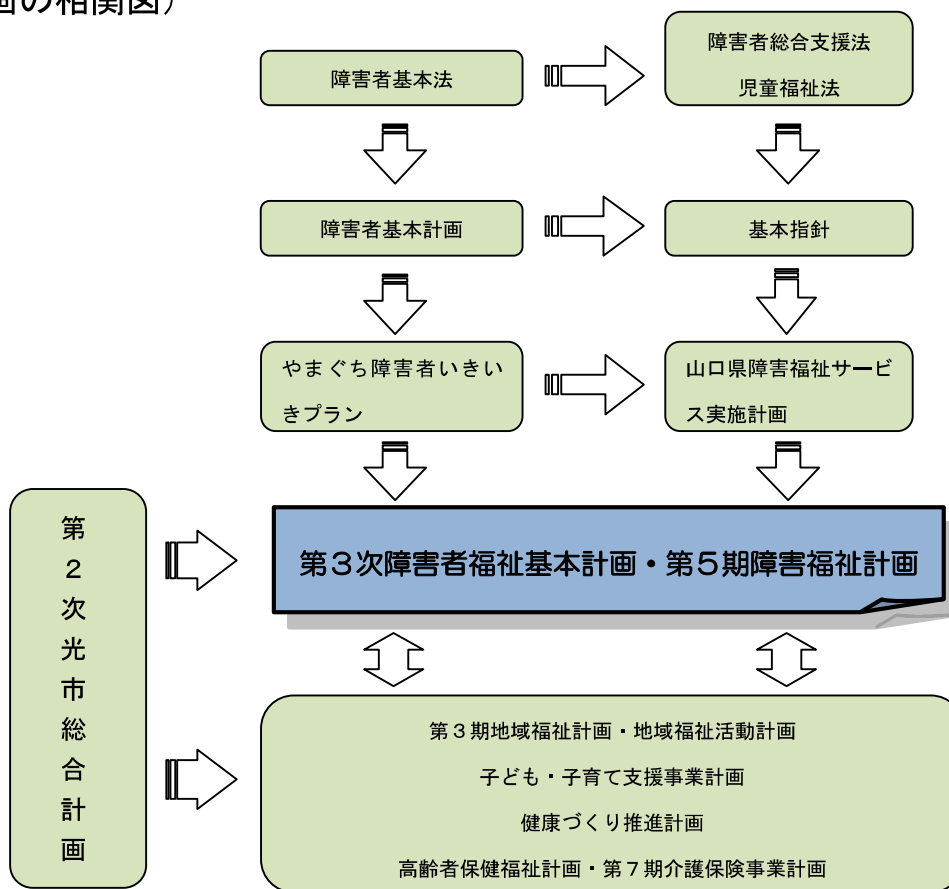 画の相関図）
障害者基本法
障害者総合支援法
児童福祉法
障害者基本計画
基本指針
やまぐち障害者いきい
きプラン
山口県障害福祉サービ
ス実施計画
第２次光市総合計画
第３次障害者福祉基本計画・第５期障害福祉計画
第３期地域福祉計画・地域福祉活動計画
子ども・子育て支援事業計画
健康づくり推進計画
高齢者保健福祉計画・第７期介護保険事業計画